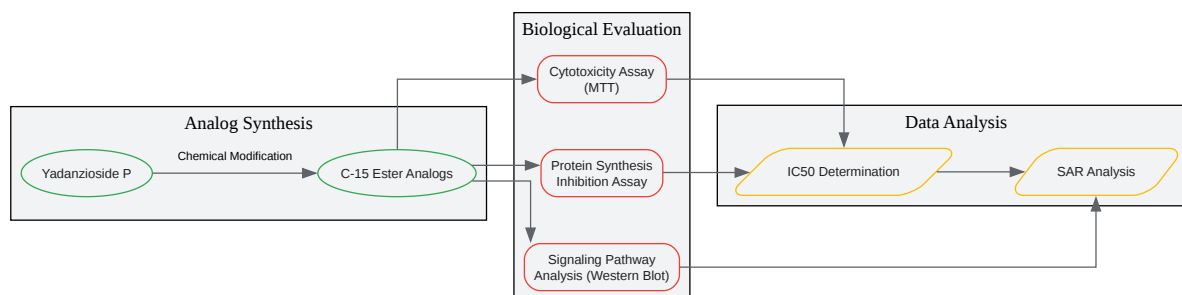 Biological Evaluation
Cytotoxicity Assay
(MTT)
Analog Synthesis
Data Analysis
Yadanzioside P
Chemical Modification
C-15 Ester Analogs
Protein Synthesis
Inhibition Assay
IC50 Determination
SAR Analysis
Signaling Pathway
Analysis (Western Blot)